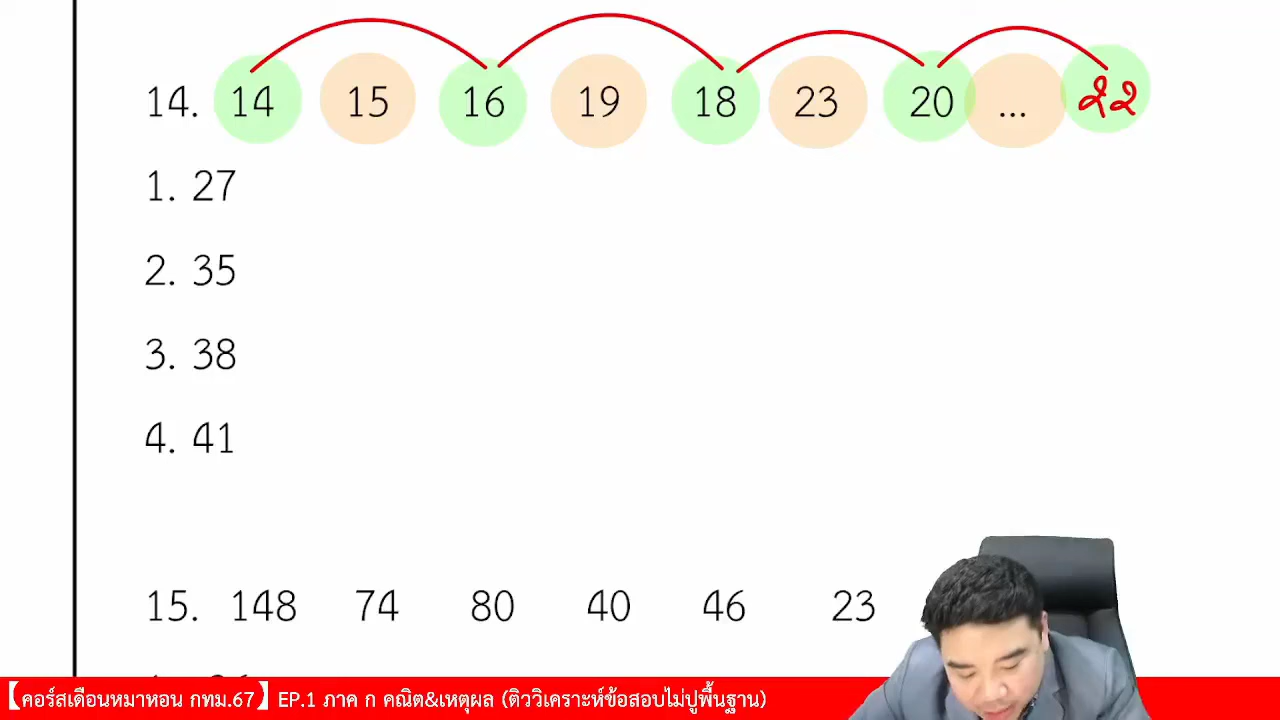 14. 14 15 16 19 18 23 20 ... 22
1. 27
2. 35
3. 38
4. 41
15. 148 74 80 40 46 23
【คอร์สเดือนหมาหอน กทม.67】 EP.1 ภาค ก คณิต&เหตุผล (ติววิเคราะห์ข้อสอบไม่ปูพื้นฐาน)